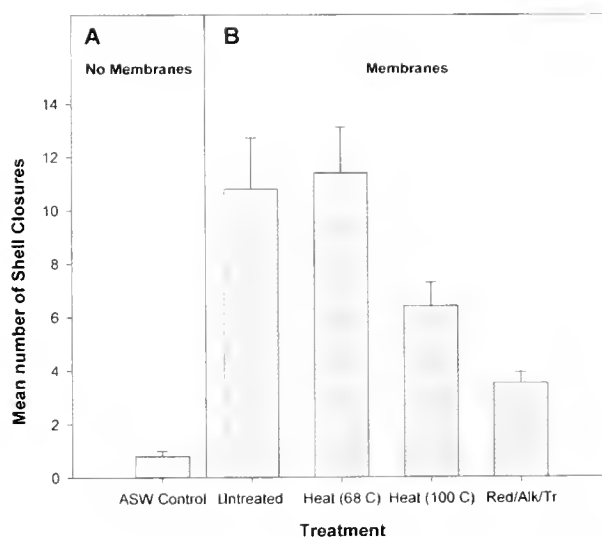 A
B
No Membranes
Membranes
Mean number of Shell Closures
14
12
10
8
6
4
2
0
ASW Control
Untreated
Heat (68 C)
Heat (100 C)
Red/Alk/Tr
Treatment